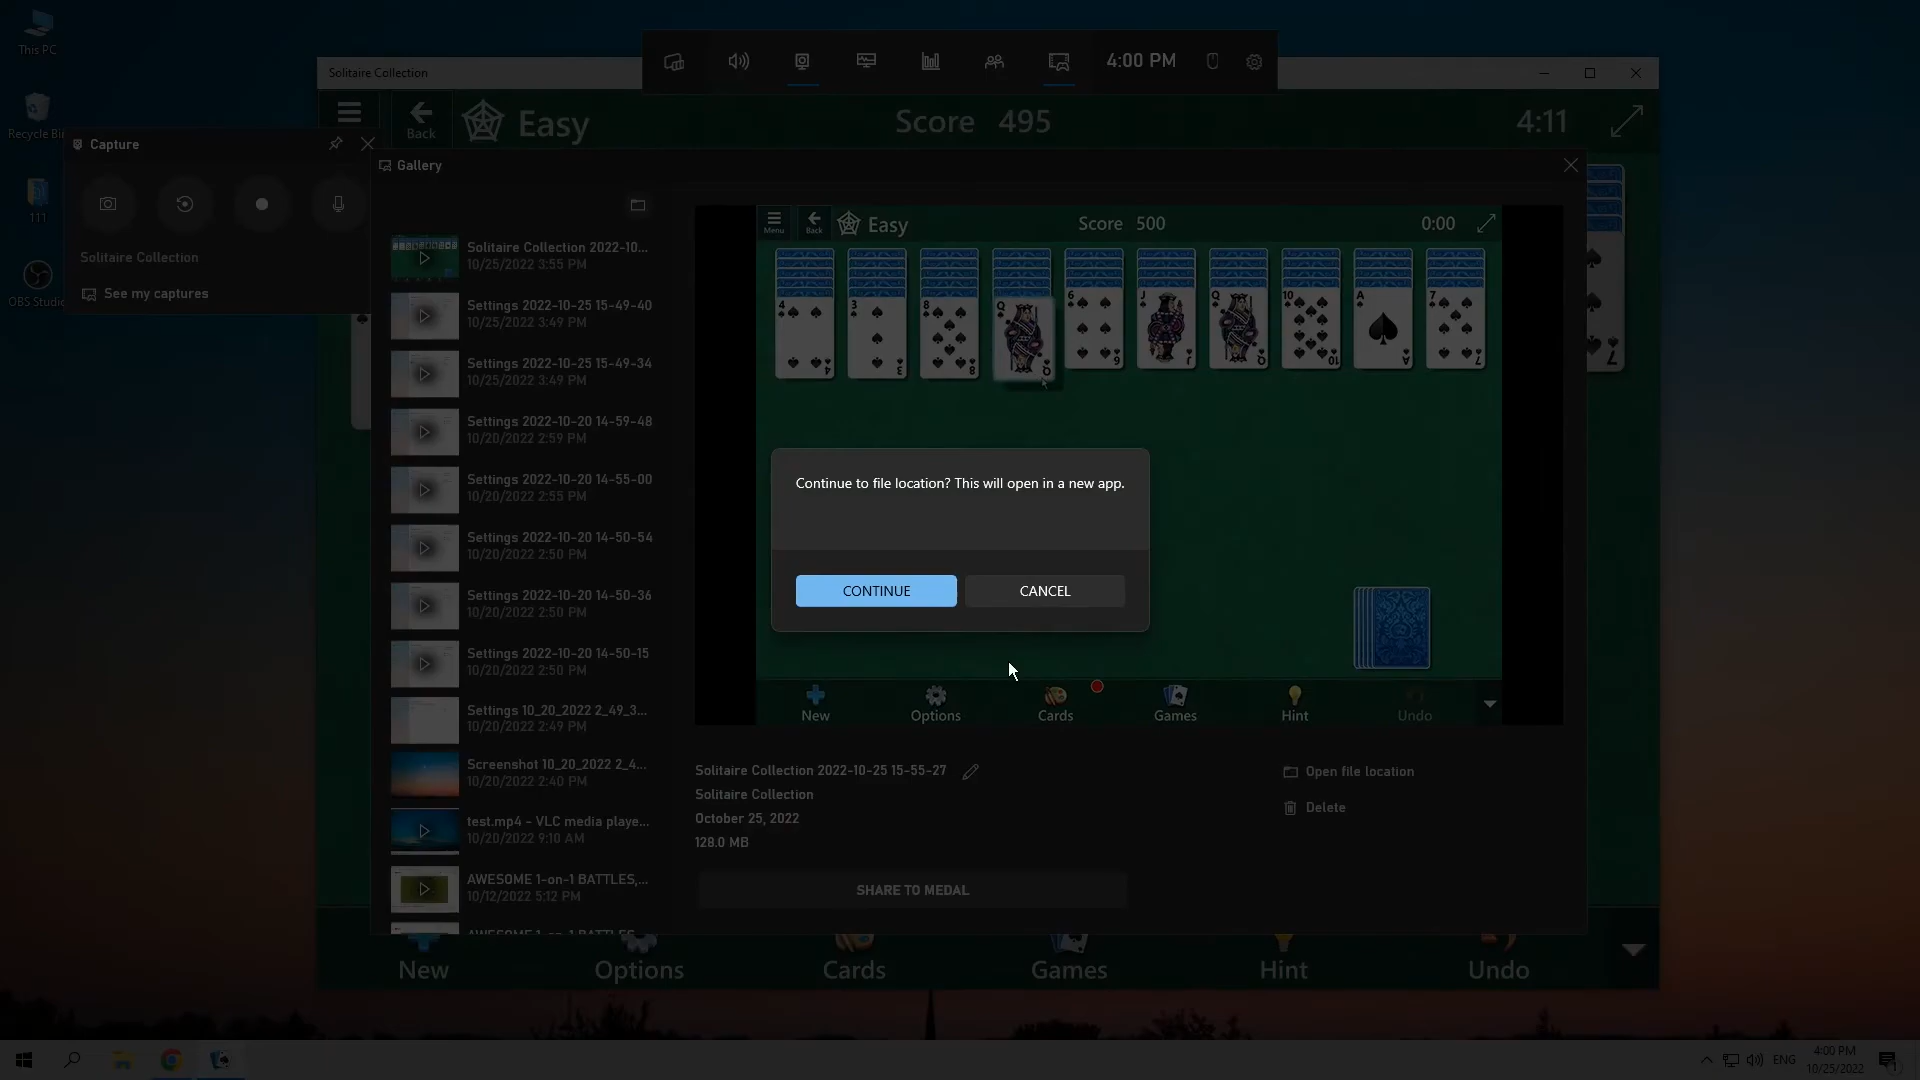 This PC
Recycle Bin
111
OBS Studio
Solitaire Collection
4:00 PM
Back
Easy
Score 495
4:11
Capture
Solitaire Collection
See my captures
Gallery
Solitaire Collection 2022-10...
10/25/2022 3:55 PM
Settings 2022-10-25 15-49-40
10/25/2022 3:49 PM
Settings 2022-10-25 15-49-34
10/25/2022 3:49 PM
Settings 2022-10-20 14-59-48
10/20/2022 2:59 PM
Settings 2022-10-20 14-55-00
10/20/2022 2:55 PM
Settings 2022-10-20 14-50-54
10/20/2022 2:50 PM
Settings 2022-10-20 14-50-36
10/20/2022 2:50 PM
Settings 2022-10-20 14-50-15
10/20/2022 2:50 PM
Settings 10_20_2022 2_49_3...
10/20/2022 2:49 PM
Screenshot 10_20_2022 2_4...
10/20/2022 2:40 PM
test.mp4 - VLC media playe...
10/20/2022 9:10 AM
AWESOME 1-on-1 BATTLES,...
10/12/2022 5:12 PM
AWESOME 1-on-1 BATTLES
Menu
Back
Easy
Score 500
0:00
4 3 8 Q 6 J Q 10 A 7
Continue to file location? This will open in a new app.
CONTINUE
CANCEL
New
Options
Cards
Games
Hint
Undo
Solitaire Collection 2022-10-25 15-55-27
Solitaire Collection
October 25, 2022
128.0 MB
Open file location
Delete
SHARE TO MEDAL
New
Options
Cards
Games
Hint
Undo
ENG
4:00 PM
10/25/2022